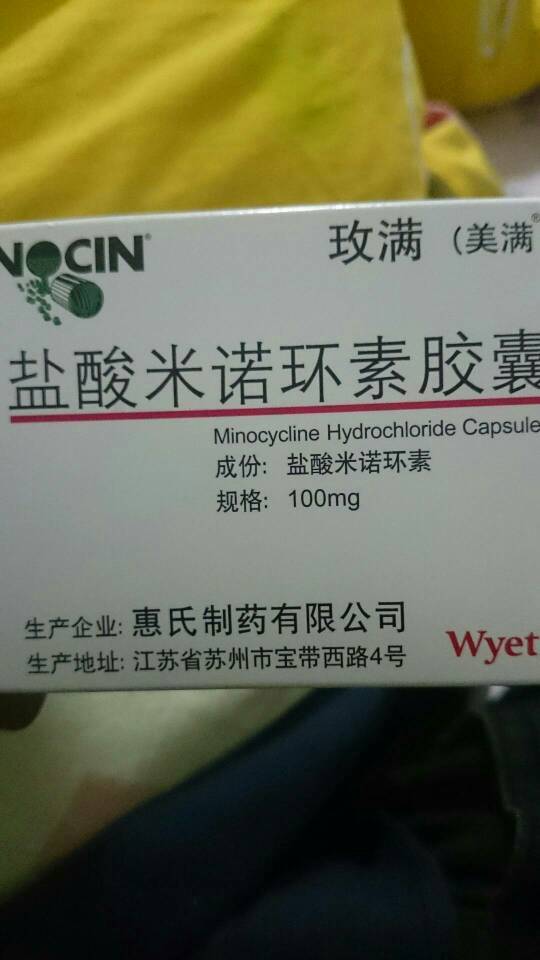 NOCIN®
玫满（美满®
盐酸米诺环素胶囊
Minocycline Hydrochloride Capsule
成份: 盐酸米诺环素
规格: 100mg
生产企业: 惠氏制药有限公司
Wyet
生产地址: 江苏省苏州市宝带西路4号